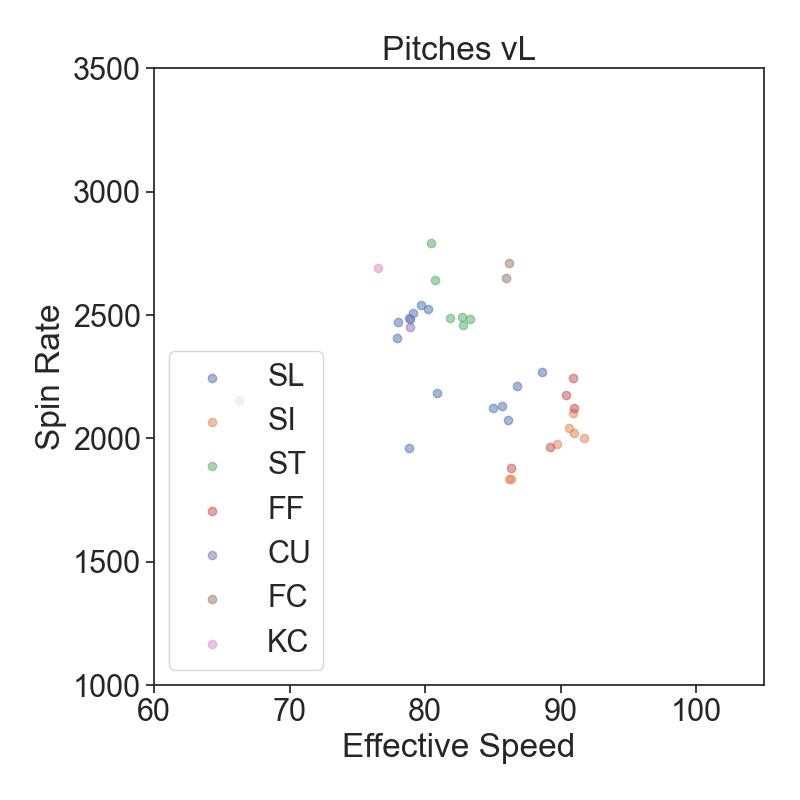 Pitches vL
3500
3000
2500
2000
1500
1000
Spin Rate
SL
SI
ST
FF
CU
FC
KC
60 70 80 90 100
Effective Speed